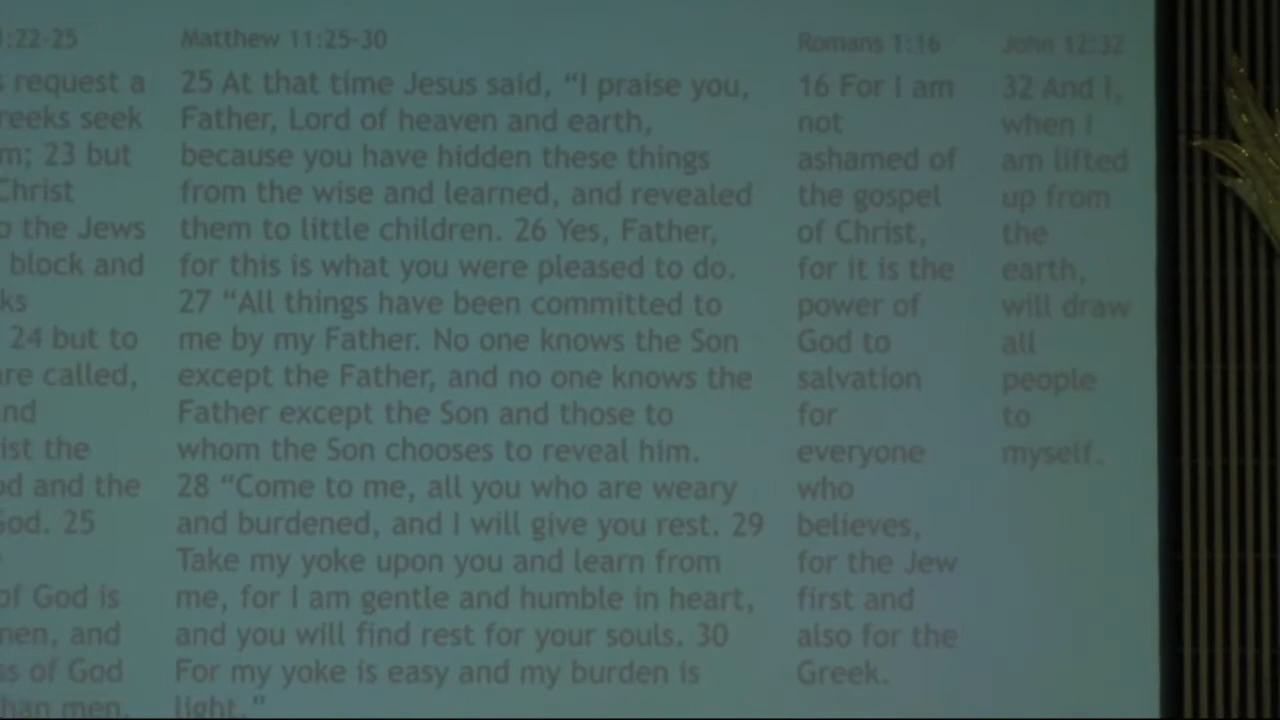 1:22-25
s request a
reeks seek
m; 23 but
Christ
o the Jews
block and
ks
24 but to
are called,
nd
ist the
od and the
God. 25
of God is
men, and
ss of God
than men.
Matthew 11:25-30
25 At that time Jesus said, “I praise you,
Father, Lord of heaven and earth,
because you have hidden these things
from the wise and learned, and revealed
them to little children. 26 Yes, Father,
for this is what you were pleased to do.
27 “All things have been committed to
me by my Father. No one knows the Son
except the Father, and no one knows the
Father except the Son and those to
whom the Son chooses to reveal him.
28 “Come to me, all you who are weary
and burdened, and I will give you rest. 29
Take my yoke upon you and learn from
me, for I am gentle and humble in heart,
and you will find rest for your souls. 30
For my yoke is easy and my burden is
light.”
Romans 1:16
16 For I am
not
ashamed of
the gospel
of Christ,
for it is the
power of
God to
salvation
for
everyone
who
believes,
for the Jew
first and
also for the
Greek.
John 12:32
32 And I,
when I
am lifted
up from
the
earth,
will draw
all
people
to
myself.